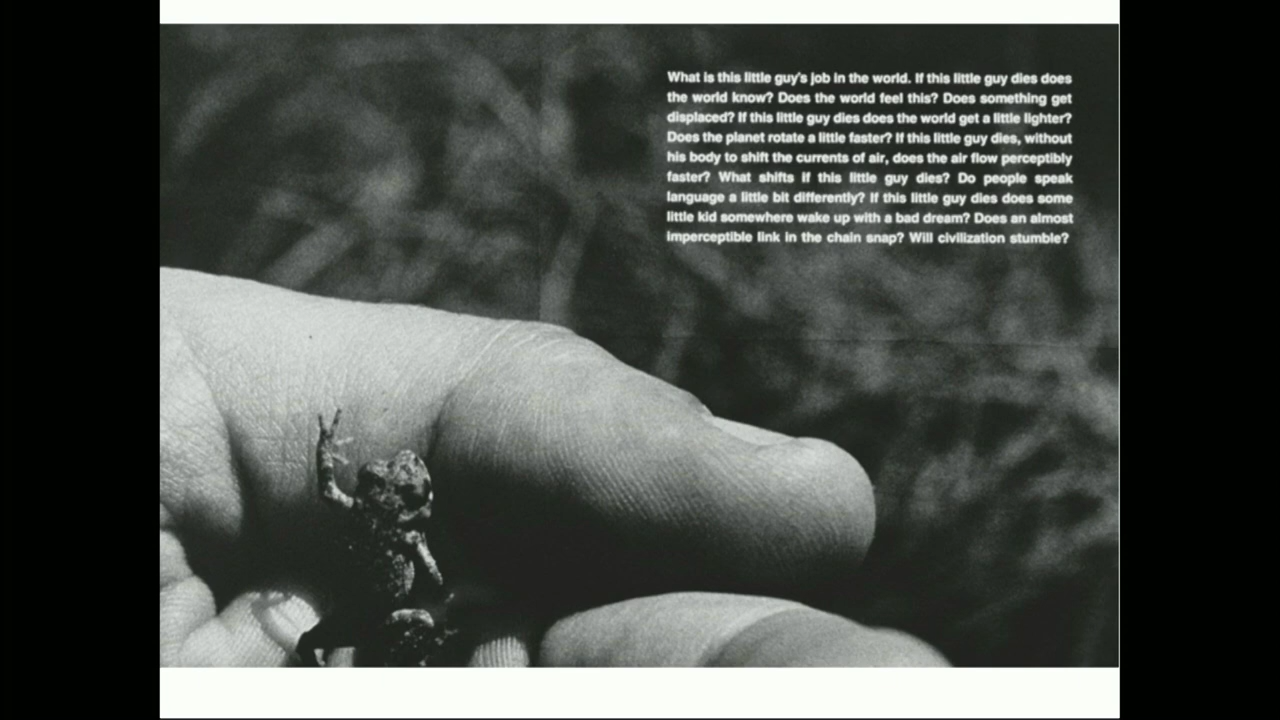 What is this little guy's job in the world. If this little guy dies does
the world know? Does the world feel this? Does something get
displaced? If this little guy dies does the world get a little lighter?
Does the planet rotate a little faster? If this little guy dies, without
his body to shift the currents of air, does the air flow perceptibly
faster? What shifts if this little guy dies? Do people speak
language a little bit differently? If this little guy dies does some
little kid somewhere wake up with a bad dream? Does an almost
imperceptible link in the chain snap? Will civilization stumble?